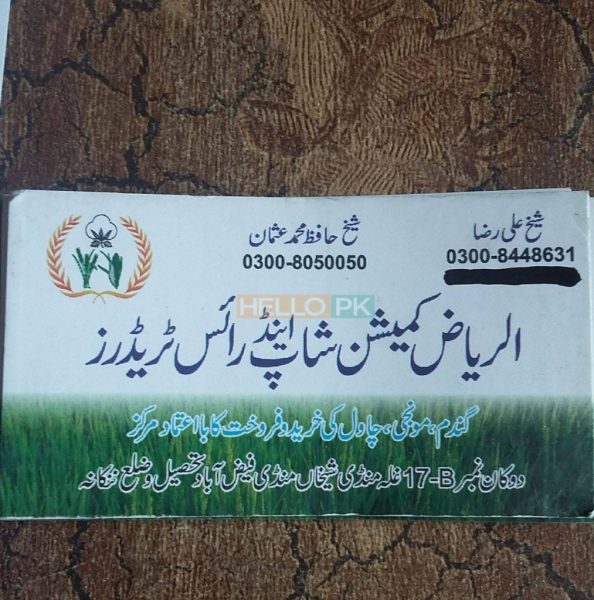 شیخ علی رضا
0300-8448631
شیخ حافظ محمد عثمان
0300-8050050
HELLO PK
الریاض کمیشن شاپ اینڈ رائس ٹریڈرز
گندم، مونجی، چاول کی خرید و فروخت کا بااعتماد مرکز
دوکان نمبر 17-B غلہ منڈی شیخاں منڈی فیض آباد تحصیل و ضلع ننکانہ